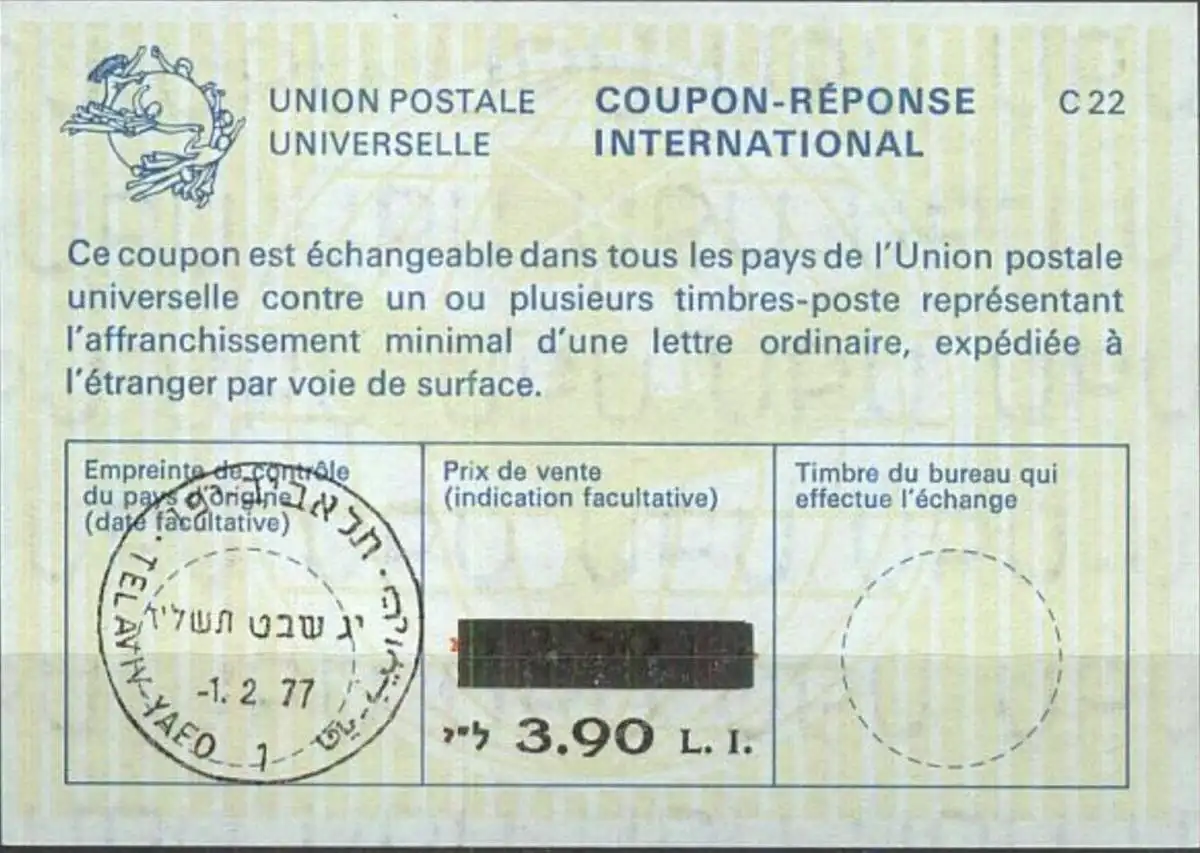 UNION POSTALE
UNIVERSELLE
COUPON-RÉPONSE
INTERNATIONAL
C 22
Ce coupon est échangeable dans tous les pays de l'Union postale
universelle contre un ou plusieurs timbres-poste représentant
l'affranchissement minimal d'une lettre ordinaire, expédiée à
l'étranger par voie de surface.
Empreinte de contrôle
du pays d'origine
(date facultative)
תל אביב-יפו
TEL AVIV-YAFO
יג שבט תשל"ז
-1. 2. 77
1
Prix de vente
(indication facultative)
ל"י 3.90 L. I.
Timbre du bureau qui
effectue l'échange